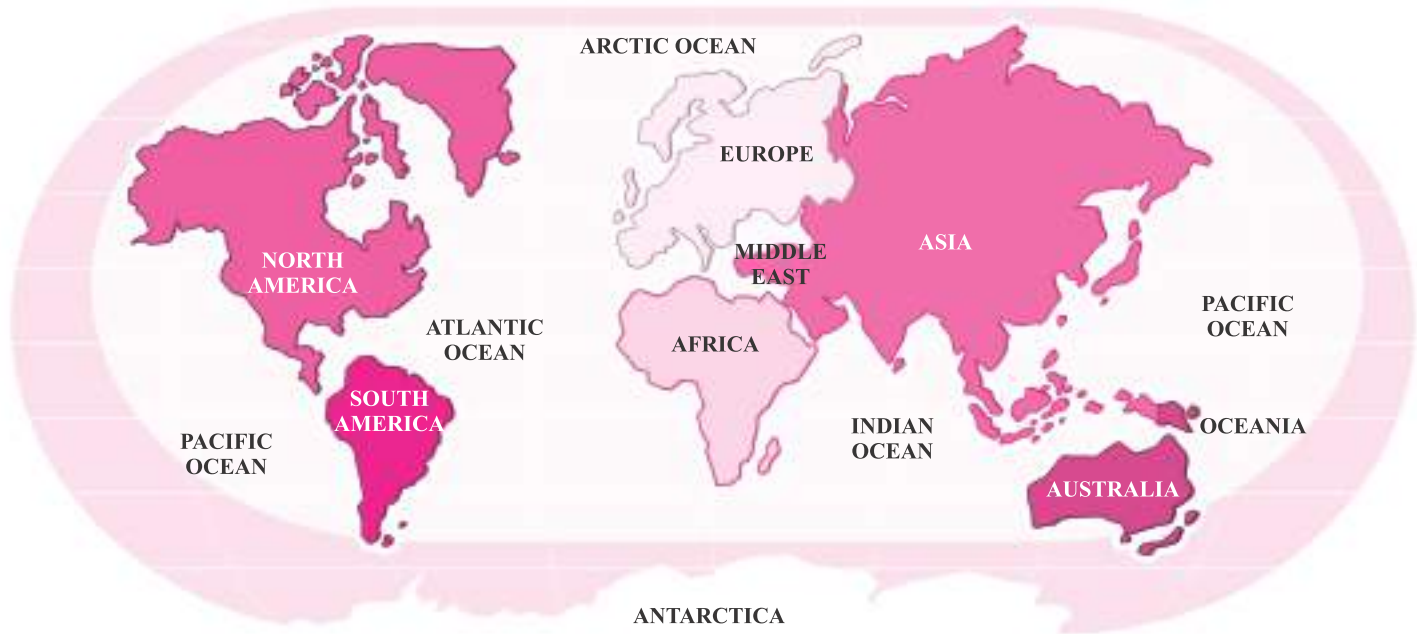 ARCTIC OCEAN
EUROPE
MIDDLE
EAST
ASIA
NORTH
AMERICA
ATLANTIC
OCEAN
AFRICA
PACIFIC
OCEAN
SOUTH
AMERICA
PACIFIC
OCEAN
INDIAN
OCEAN
OCEANIA
AUSTRALIA
ANTARCTICA